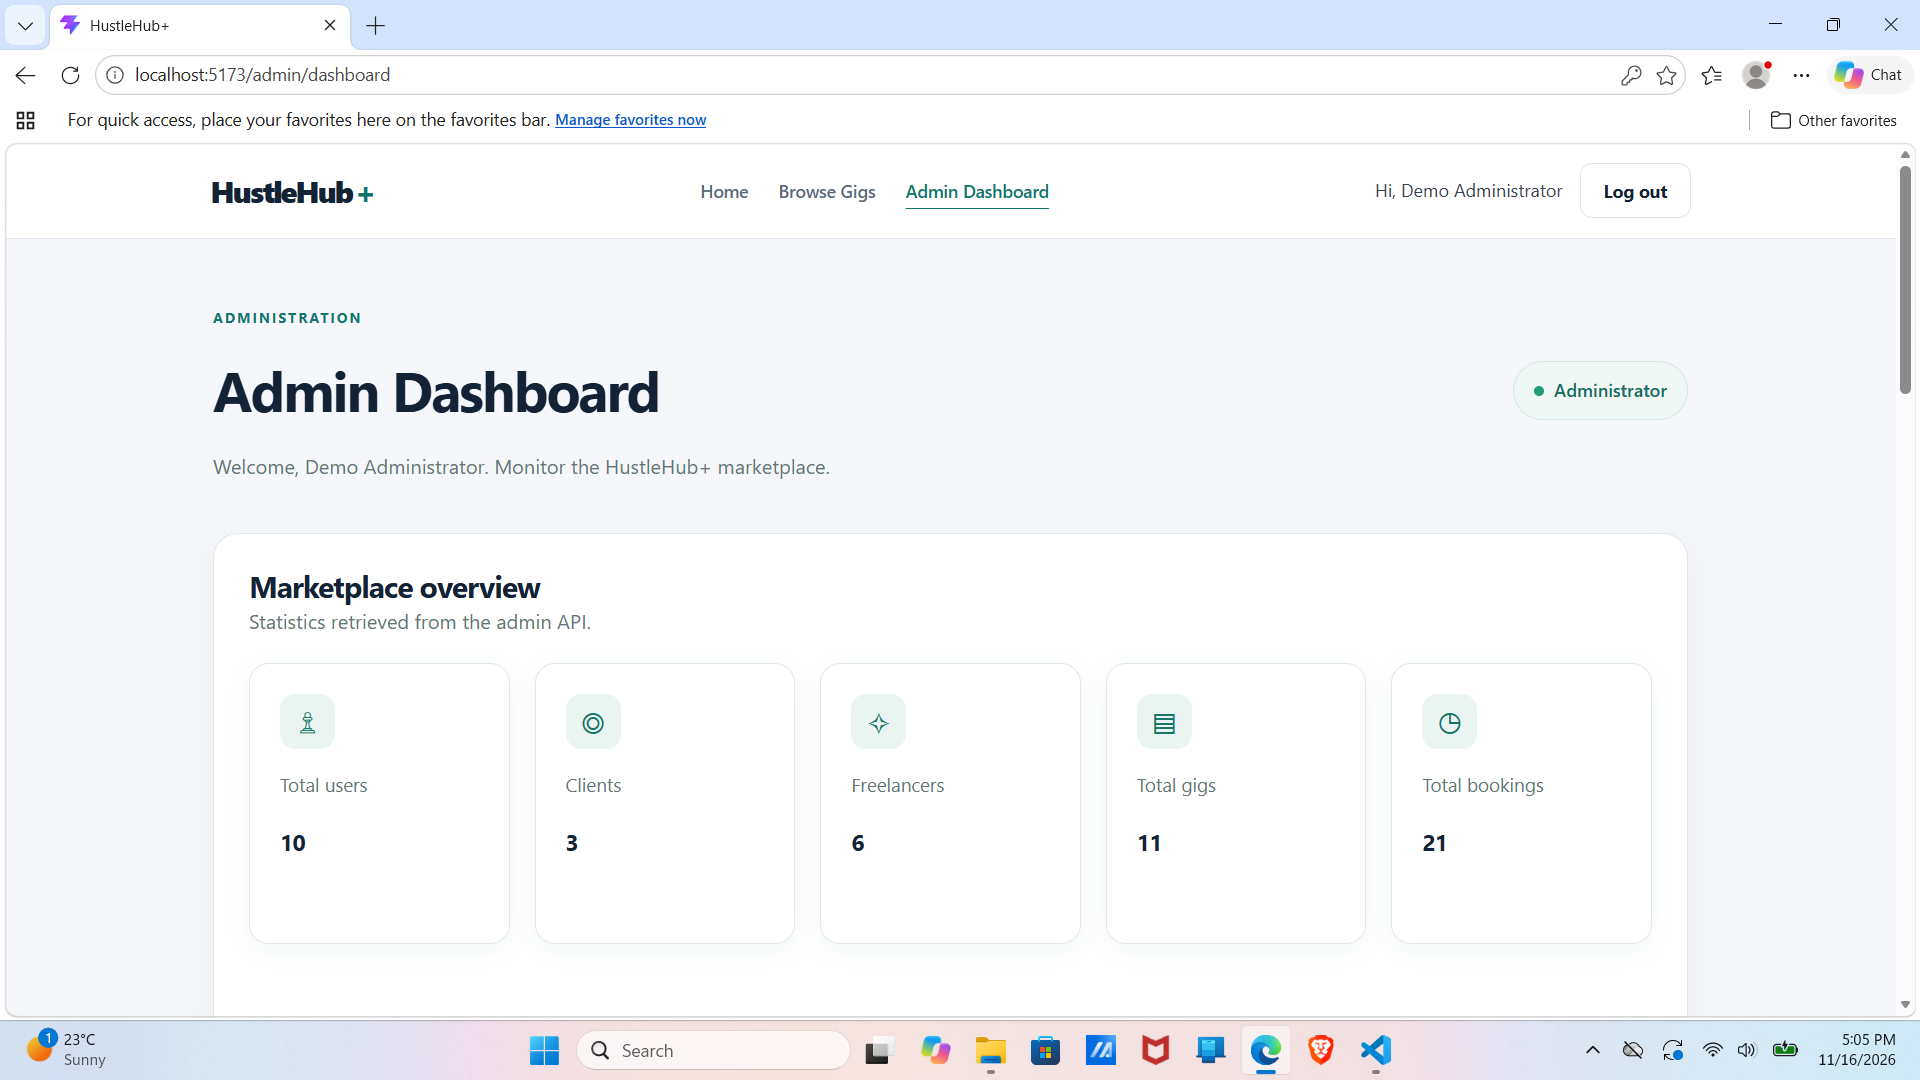 HustleHub+
localhost:5173/admin/dashboard
Chat
For quick access, place your favorites here on the favorites bar. Manage favorites now
Other favorites
HustleHub+
Home
Browse Gigs
Admin Dashboard
Hi, Demo Administrator
Log out
ADMINISTRATION
Admin Dashboard
Administrator
Welcome, Demo Administrator. Monitor the HustleHub+ marketplace.
Marketplace overview
Statistics retrieved from the admin API.
Total users
10
Clients
3
Freelancers
6
Total gigs
11
Total bookings
21
1
23°C
Sunny
Search
5:05 PM
11/16/2026